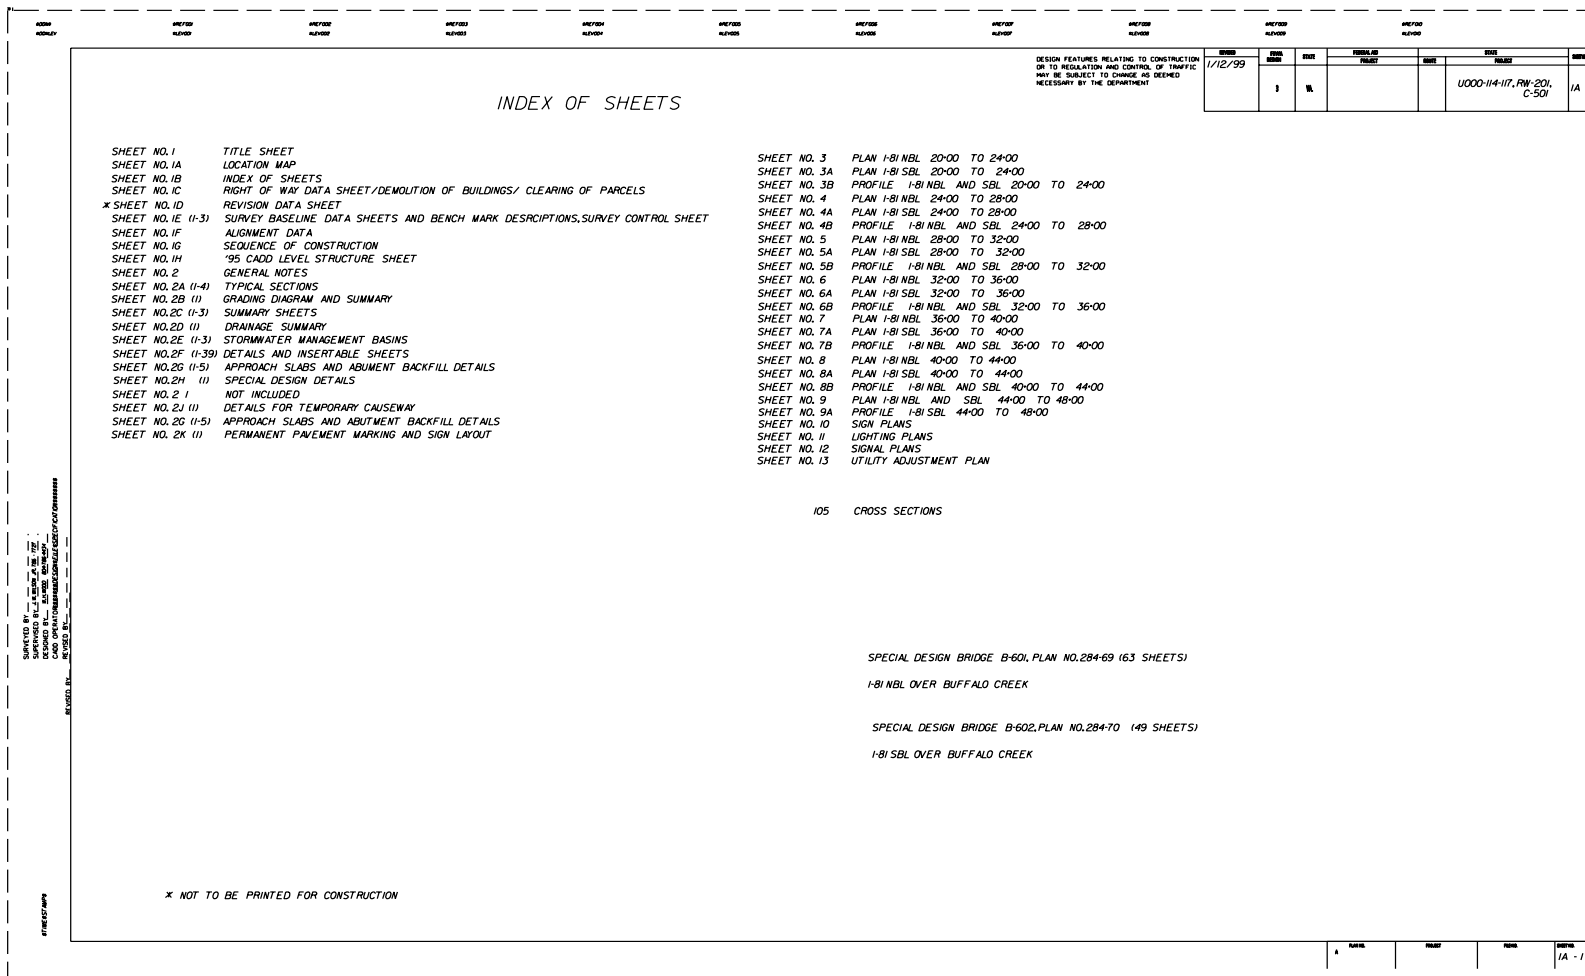 DESIGN FEATURES RELATING TO CONSTRUCTION
OR TO REGULATION AND CONTROL OF TRAFFIC
MAY BE SUBJECT TO CHANGE AS DEEMED
NECESSARY BY THE DEPARTMENT
REVISED
STATE
FEDERAL AID
PROJECT
ROUTE
STATE
PROJECT
1/12/99
3
VA.
U000-114-117, RW-201,
C-501
1A
INDEX OF SHEETS
SHEET NO. 1 TITLE SHEET
SHEET NO. 1A LOCATION MAP
SHEET NO. 1B INDEX OF SHEETS
SHEET NO. 1C RIGHT OF WAY DATA SHEET/DEMOLITION OF BUILDINGS/ CLEARING OF PARCELS
* SHEET NO. 1D REVISION DATA SHEET
SHEET NO. 1E (1-3) SURVEY BASELINE DATA SHEETS AND BENCH MARK DESRCIPTIONS, SURVEY CONTROL SHEET
SHEET NO. 1F ALIGNMENT DATA
SHEET NO. 1G SEQUENCE OF CONSTRUCTION
SHEET NO. 1H '95 CADD LEVEL STRUCTURE SHEET
SHEET NO. 2 GENERAL NOTES
SHEET NO. 2A (1-4) TYPICAL SECTIONS
SHEET NO. 2B (1) GRADING DIAGRAM AND SUMMARY
SHEET NO. 2C (1-3) SUMMARY SHEETS
SHEET NO. 2D (1) DRAINAGE SUMMARY
SHEET NO. 2E (1-3) STORMWATER MANAGEMENT BASINS
SHEET NO. 2F (1-39) DETAILS AND INSERTABLE SHEETS
SHEET NO. 2G (1-5) APPROACH SLABS AND ABUMENT BACKFILL DETAILS
SHEET NO. 2H (1) SPECIAL DESIGN DETAILS
SHEET NO. 2 I NOT INCLUDED
SHEET NO. 2J (1) DETAILS FOR TEMPORARY CAUSEWAY
SHEET NO. 2G (1-5) APPROACH SLABS AND ABUTMENT BACKFILL DETAILS
SHEET NO. 2K (1) PERMANENT PAVEMENT MARKING AND SIGN LAYOUT
SHEET NO. 3 PLAN I-81 NBL 20+00 TO 24+00
SHEET NO. 3A PLAN I-81 SBL 20+00 TO 24+00
SHEET NO. 3B PROFILE I-81 NBL AND SBL 20+00 TO 24+00
SHEET NO. 4 PLAN I-81 NBL 24+00 TO 28+00
SHEET NO. 4A PLAN I-81 SBL 24+00 TO 28+00
SHEET NO. 4B PROFILE I-81 NBL AND SBL 24+00 TO 28+00
SHEET NO. 5 PLAN I-81 NBL 28+00 TO 32+00
SHEET NO. 5A PLAN I-81 SBL 28+00 TO 32+00
SHEET NO. 5B PROFILE I-81 NBL AND SBL 28+00 TO 32+00
SHEET NO. 6 PLAN I-81 NBL 32+00 TO 36+00
SHEET NO. 6A PLAN I-81 SBL 32+00 TO 36+00
SHEET NO. 6B PROFILE I-81 NBL AND SBL 32+00 TO 36+00
SHEET NO. 7 PLAN I-81 NBL 36+00 TO 40+00
SHEET NO. 7A PLAN I-81 SBL 36+00 TO 40+00
SHEET NO. 7B PROFILE I-81 NBL AND SBL 36+00 TO 40+00
SHEET NO. 8 PLAN I-81 NBL 40+00 TO 44+00
SHEET NO. 8A PLAN I-81 SBL 40+00 TO 44+00
SHEET NO. 8B PROFILE I-81 NBL AND SBL 40+00 TO 44+00
SHEET NO. 9 PLAN I-81 NBL AND SBL 44+00 TO 48+00
SHEET NO. 9A PROFILE I-81 SBL 44+00 TO 48+00
SHEET NO. 10 SIGN PLANS
SHEET NO. 11 LIGHTING PLANS
SHEET NO. 12 SIGNAL PLANS
SHEET NO. 13 UTILITY ADJUSTMENT PLAN
105 CROSS SECTIONS
SPECIAL DESIGN BRIDGE B-601, PLAN NO. 284-69 (63 SHEETS)
I-81 NBL OVER BUFFALO CREEK
SPECIAL DESIGN BRIDGE B-602, PLAN NO. 284-70 (49 SHEETS)
I-81 SBL OVER BUFFALO CREEK
* NOT TO BE PRINTED FOR CONSTRUCTION
SURVEYED BY
SUPERVISED BY
DESIGNED BY
CADD OPERATOR
REVISED BY
REVISED BY
PLAN NO.
PROJECT
FILE NO.
SHEET NO.
1A - 1